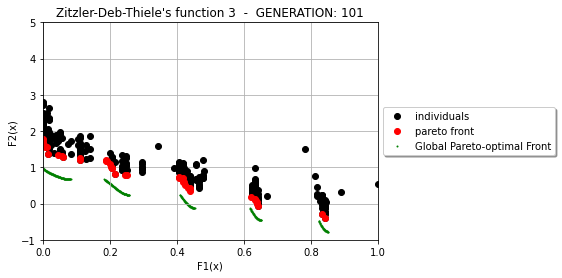 Zitzler-Deb-Thiele's function 3 - GENERATION: 101
5
4
3
2
1
0
−1
F2(x)
0.0 0.2 0.4 0.6 0.8 1.0
F1(x)
individuals
pareto front
Global Pareto-optimal Front